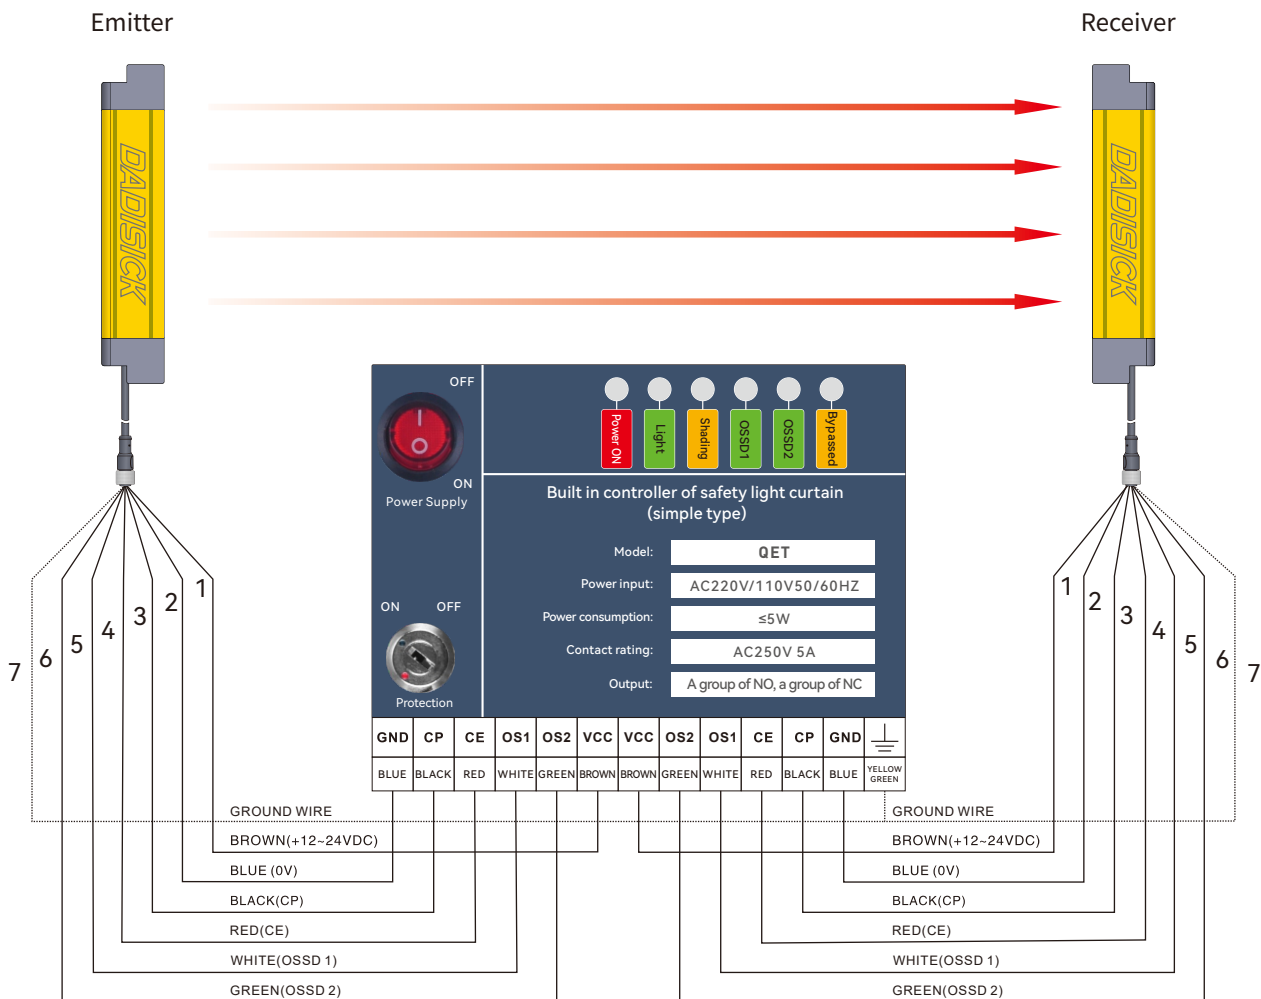 Emitter
Receiver
DADISICK
DADISICK
OFF
ON
Power Supply
Power ON
Light
Shading
OSSD1
OSSD2
Bypassed
Built in controller of safety light curtain
(simple type)
Model: QET
Power input: AC220V/110V50/60HZ
Power consumption: ≤5W
Contact rating: AC250V 5A
Output: A group of NO, a group of NC
ON OFF
Protection
1 2 3 4 5 6 7
1 2 3 4 5 6 7
GND CP CE OS1 OS2 VCC VCC OS2 OS1 CE CP GND
BLUE BLACK RED WHITE GREEN BROWN BROWN GREEN WHITE RED BLACK BLUE YELLOW
GREEN
GROUND WIRE GROUND WIRE
BROWN(+12~24VDC) BROWN(+12~24VDC)
BLUE (0V) BLUE (0V)
BLACK(CP) BLACK(CP)
RED(CE) RED(CE)
WHITE(OSSD 1) WHITE(OSSD 1)
GREEN(OSSD 2) GREEN(OSSD 2)